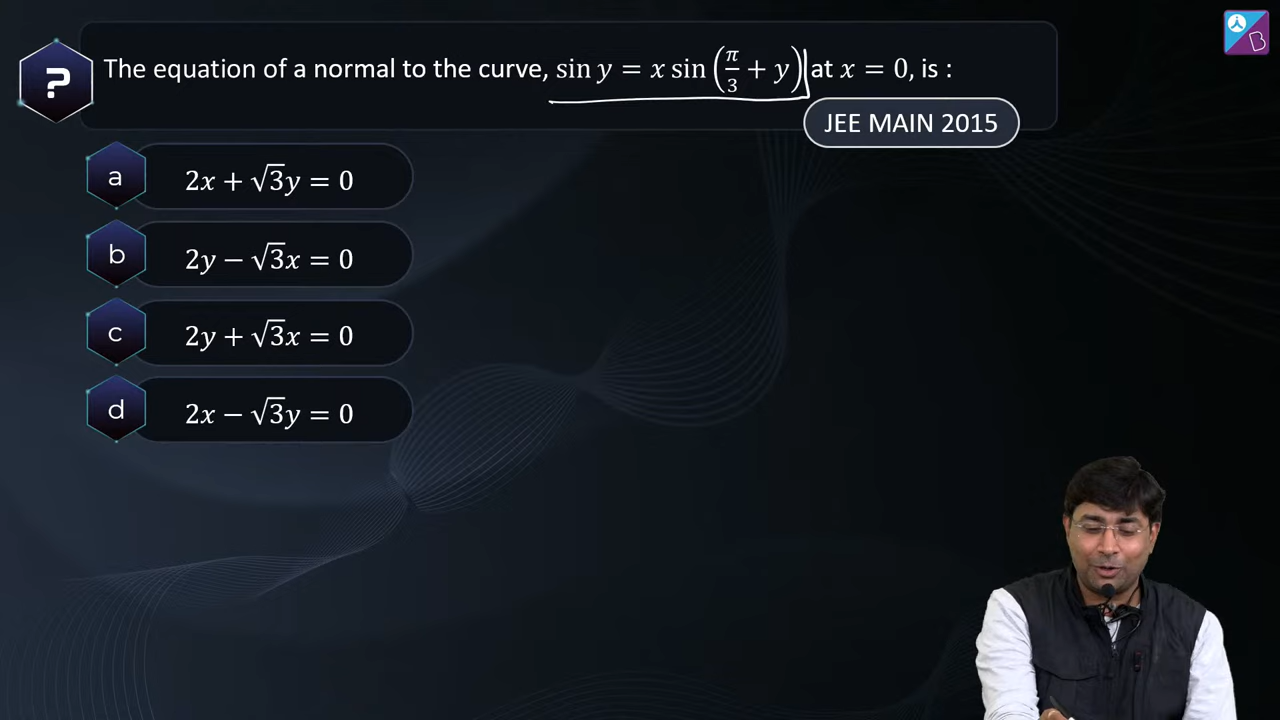 ?
The equation of a normal to the curve, sin y = x sin (π/3 + y) at x = 0, is :
JEE MAIN 2015
a 2x + √3y = 0
b 2y − √3x = 0
c 2y + √3x = 0
d 2x − √3y = 0
B